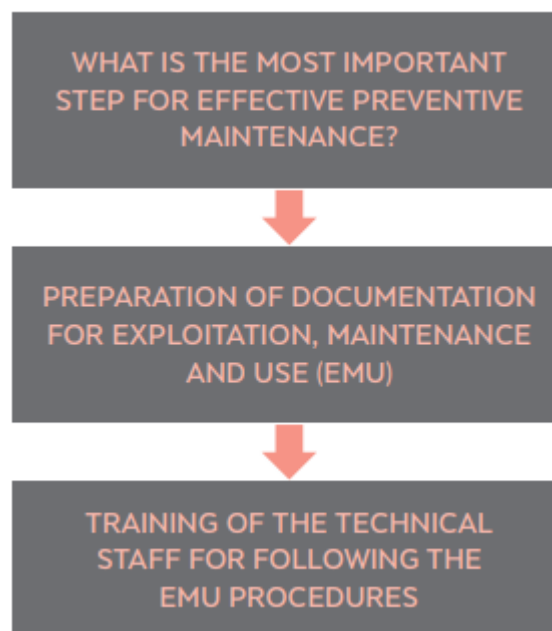 WHAT IS THE MOST IMPORTANT
STEP FOR EFFECTIVE PREVENTIVE
MAINTENANCE?
PREPARATION OF DOCUMENTATION
FOR EXPLOITATION, MAINTENANCE
AND USE (EMU)
TRAINING OF THE TECHNICAL
STAFF FOR FOLLOWING THE
EMU PROCEDURES